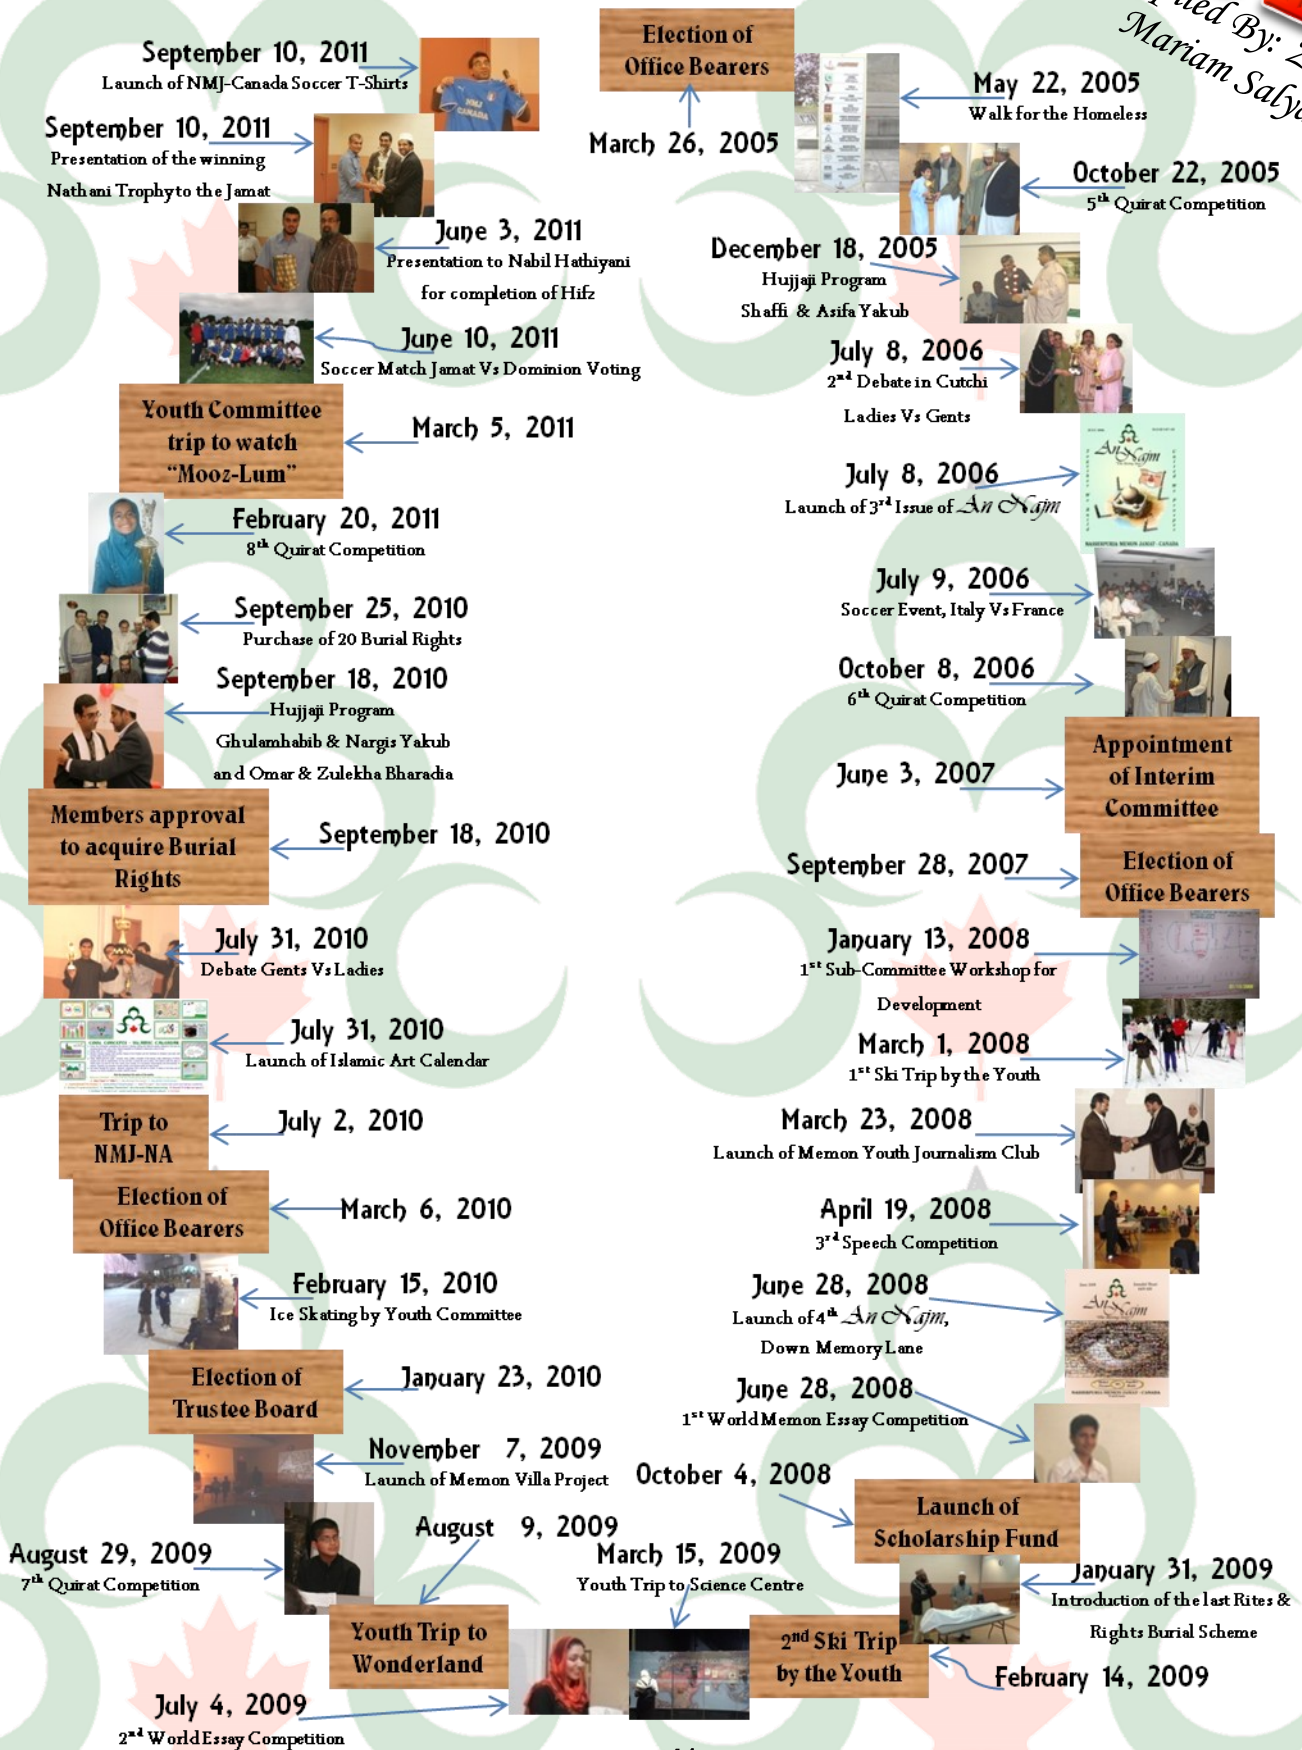 Mariam
By:
Election of
Office Bearers
March 26, 2005
May 22, 2005
Walk for the Homeless
October 22, 2005
5th Quirat Competition
December 18, 2005
Hujjaji Program
Shaffi & Asifa Yakub
July 8, 2006
2nd Debate in Cutchi
Ladies Vs Gents
July 8, 2006
Launch of 3rd Issue of An Najm
An Najm
NAGHERPURIA MEMON JAMAT - CANADA
July 9, 2006
Soccer Event, Italy Vs France
October 8, 2006
6th Quirat Competition
June 3, 2007
Appointment
of Interim
Committee
September 28, 2007
Election of
Office Bearers
January 13, 2008
1st Sub-Committee Workshop for
Development
March 1, 2008
1st Ski Trip by the Youth
March 23, 2008
Launch of Memon Youth Journalism Club
April 19, 2008
3rd Speech Competition
June 28, 2008
Launch of 4th An Najm,
Down Memory Lane
An Najm
June 28, 2008
1st World Memon Essay Competition
October 4, 2008
Launch of
Scholarship Fund
January 31, 2009
Introduction of the last Rites &
Rights Burial Scheme
February 14, 2009
2nd Ski Trip
by the Youth
March 15, 2009
Youth Trip to Science Centre
July 4, 2009
2nd World Essay Competition
August 9, 2009
Youth Trip to
Wonderland
August 29, 2009
7th Quirat Competition
November 7, 2009
Launch of Memon Villa Project
January 23, 2010
Election of
Trustee Board
February 15, 2010
Ice Skating by Youth Committee
March 6, 2010
Election of
Office Bearers
July 2, 2010
Trip to
NMJ-NA
July 31, 2010
Launch of Islamic Art Calendar
July 31, 2010
Debate Gents Vs Ladies
September 18, 2010
Members approval
to acquire Burial
Rights
September 18, 2010
Hujjaji Program
Ghulamhabib & Nargis Yakub
and Omar & Zulekha Bharadia
September 25, 2010
Purchase of 20 Burial Rights
February 20, 2011
8th Quirat Competition
March 5, 2011
Youth Committee
trip to watch
“Mooz-Lum”
June 10, 2011
Soccer Match Jamat Vs Dominion Voting
June 3, 2011
Presentation to Nabil Hathiyani
for completion of Hifz
September 10, 2011
Presentation of the winning
Nathani Trophy to the Jamat
September 10, 2011
Launch of NMJ-Canada Soccer T-Shirts
NMJ
CANADA